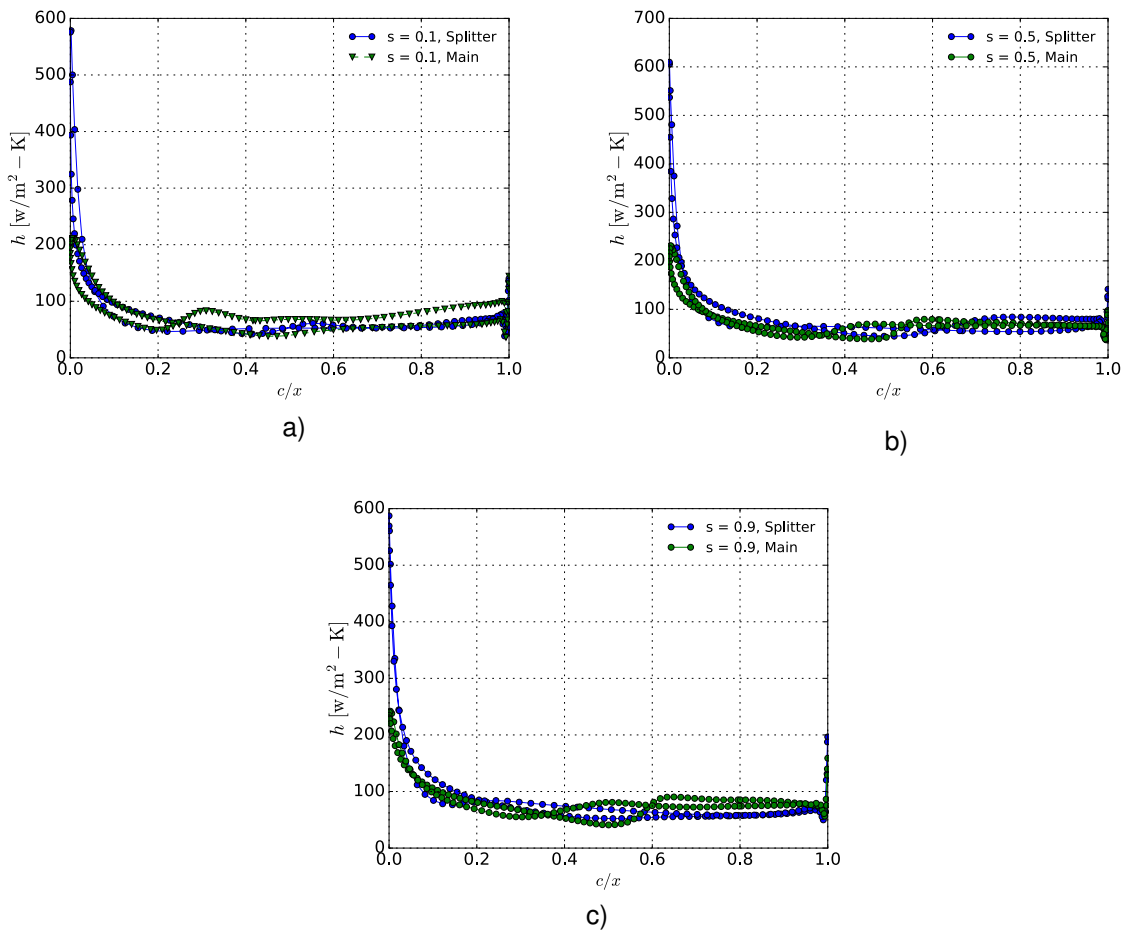 600
500
400
300
200
100
0
h [w/m² − K]
0.0 0.2 0.4 0.6 0.8 1.0
c/x
s = 0.1, Splitter
s = 0.1, Main
a)
700
600
500
400
300
200
100
0
h [w/m² − K]
0.0 0.2 0.4 0.6 0.8 1.0
c/x
s = 0.5, Splitter
s = 0.5, Main
b)
600
500
400
300
200
100
0
h [w/m² − K]
0.0 0.2 0.4 0.6 0.8 1.0
c/x
s = 0.9, Splitter
s = 0.9, Main
c)